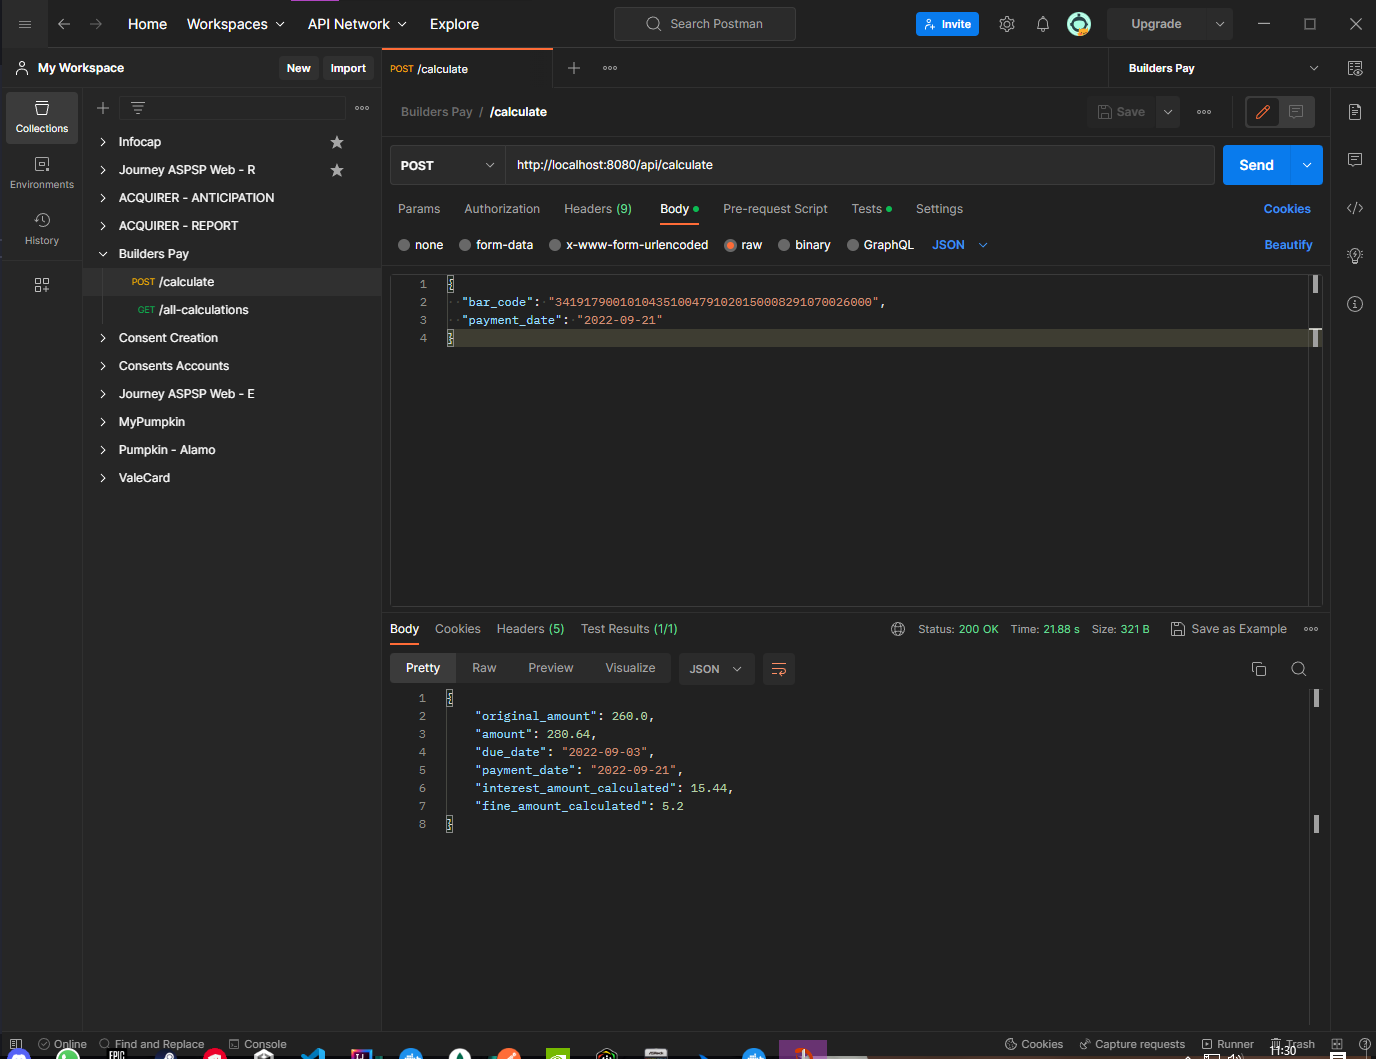 Home
Workspaces
API Network
Explore
Search Postman
Invite
Upgrade
My Workspace
New
Import
POST /calculate
Builders Pay
Collections
Environments
History
Infocap
Journey ASPSP Web - R
ACQUIRER - ANTICIPATION
ACQUIRER - REPORT
Builders Pay
POST /calculate
GET /all-calculations
Consent Creation
Consents Accounts
Journey ASPSP Web - E
MyPumpkin
Pumpkin - Alamo
ValeCard
Builders Pay / /calculate
Save
POST
http://localhost:8080/api/calculate
Send
Params
Authorization
Headers (9)
Body
Pre-request Script
Tests
Settings
Cookies
none
form-data
x-www-form-urlencoded
raw
binary
GraphQL
JSON
Beautify
1 {
2 "bar_code": "34191790010104351004791020150008291070026000",
3 "payment_date": "2022-09-21"
4 }
Body
Cookies
Headers (5)
Test Results (1/1)
Status: 200 OK
Time: 21.88 s
Size: 321 B
Save as Example
Pretty
Raw
Preview
Visualize
JSON
1 {
2 "original_amount": 260.0,
3 "amount": 280.64,
4 "due_date": "2022-09-03",
5 "payment_date": "2022-09-21",
6 "interest_amount_calculated": 15.44,
7 "fine_amount_calculated": 5.2
8 }
Online
Find and Replace
Console
Cookies
Capture requests
Runner
Trash
EPIC
11:30